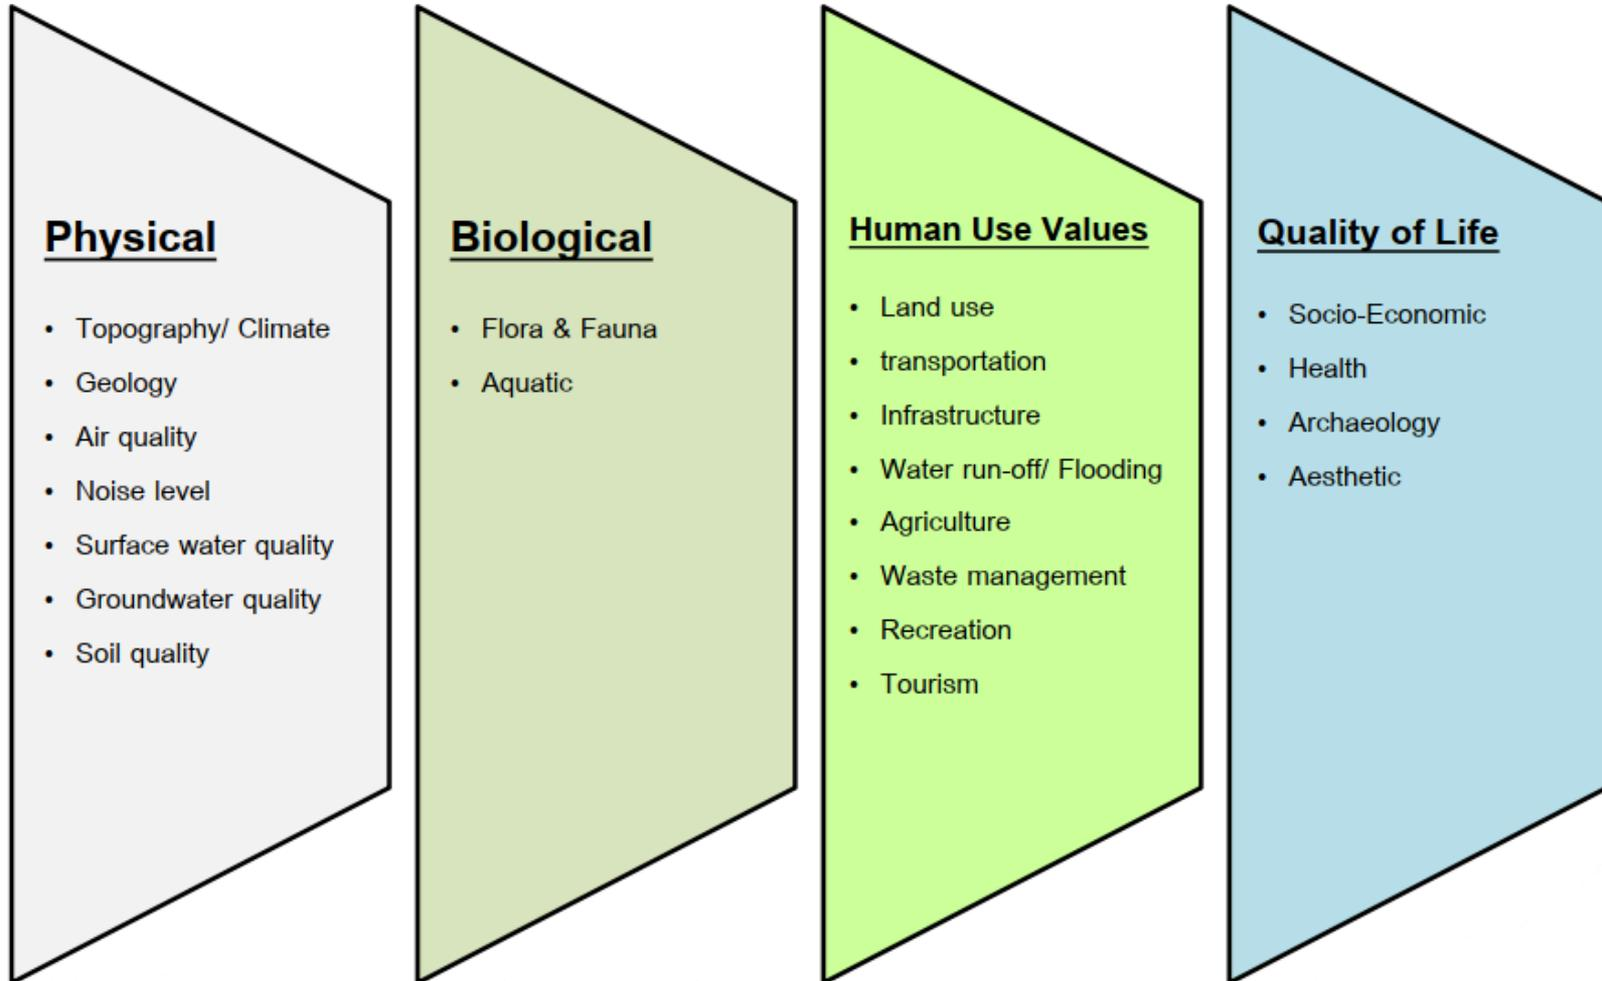 Physical
• Topography/ Climate
• Geology
• Air quality
• Noise level
• Surface water quality
• Groundwater quality
• Soil quality
Biological
• Flora & Fauna
• Aquatic
Human Use Values
• Land use
• transportation
• Infrastructure
• Water run-off/ Flooding
• Agriculture
• Waste management
• Recreation
• Tourism
Quality of Life
• Socio-Economic
• Health
• Archaeology
• Aesthetic